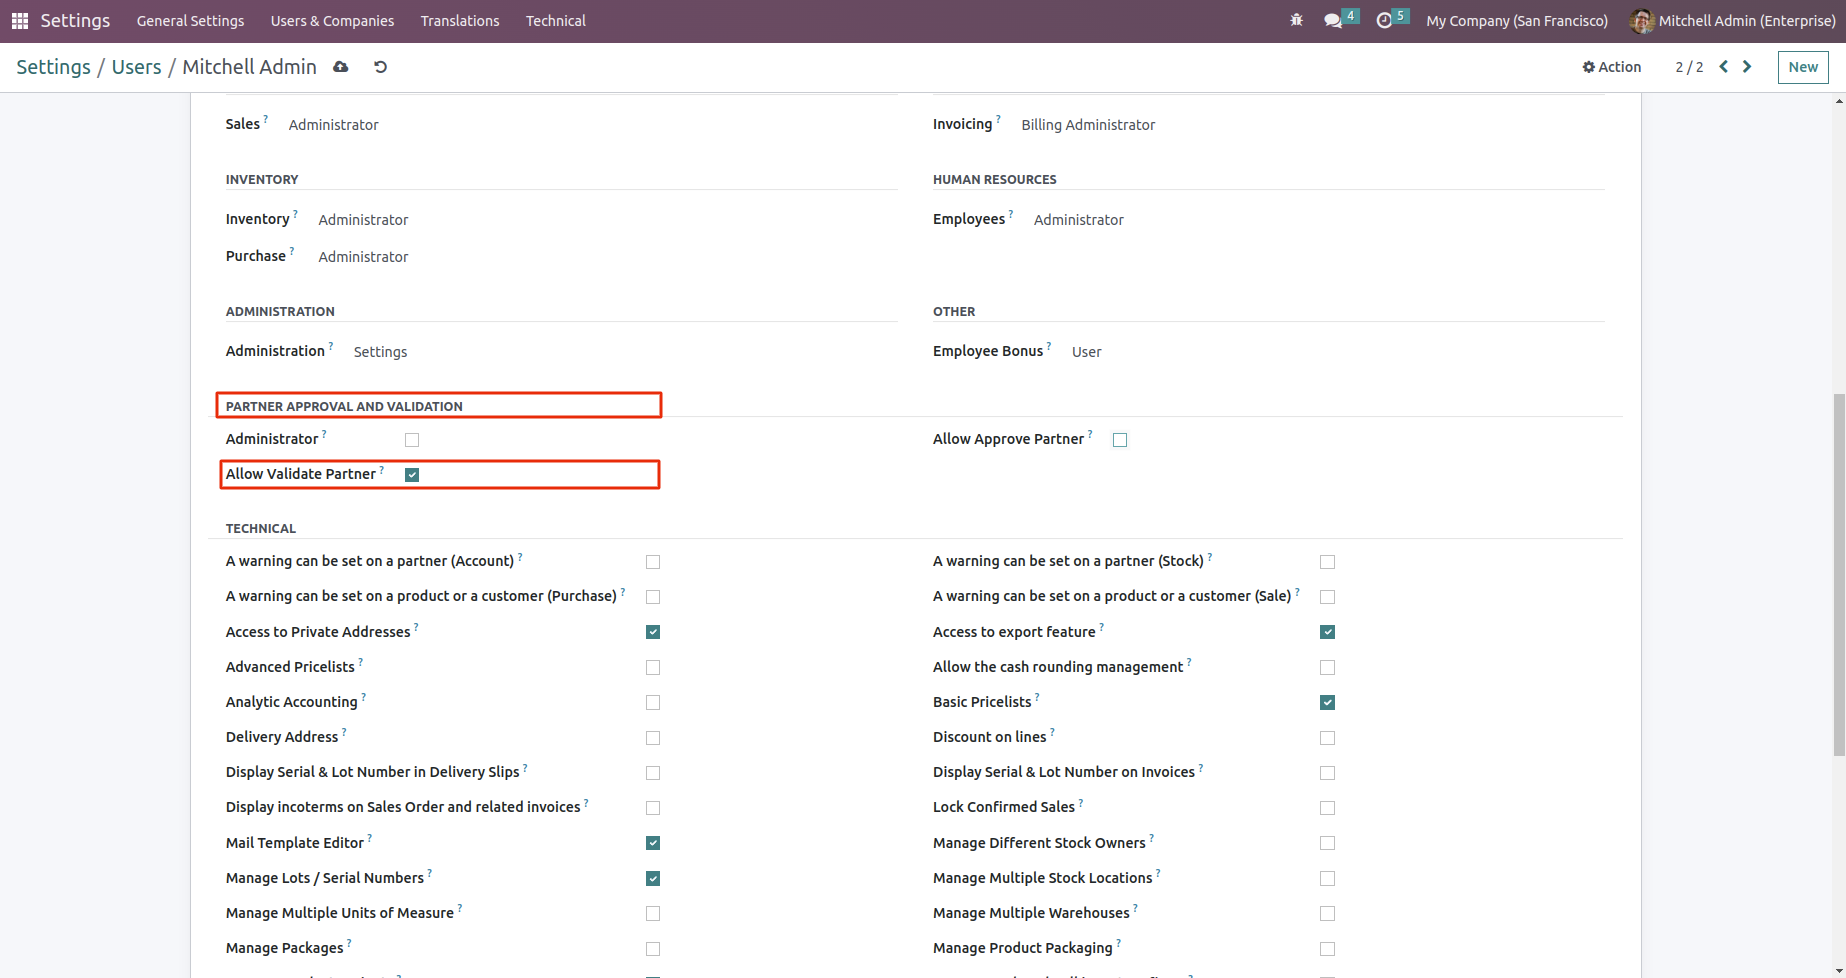 Settings General Settings Users & Companies Translations Technical 4 5 My Company (San Francisco) Mitchell Admin (Enterprise)
Settings / Users / Mitchell Admin Action 2 / 2 New
Sales ? Administrator Invoicing ? Billing Administrator
INVENTORY HUMAN RESOURCES
Inventory ? Administrator Employees ? Administrator
Purchase ? Administrator
ADMINISTRATION OTHER
Administration ? Settings Employee Bonus ? User
PARTNER APPROVAL AND VALIDATION
Administrator ? Allow Approve Partner ?
Allow Validate Partner ?
TECHNICAL
A warning can be set on a partner (Account) ? A warning can be set on a partner (Stock) ?
A warning can be set on a product or a customer (Purchase) ? A warning can be set on a product or a customer (Sale) ?
Access to Private Addresses ? Access to export feature ?
Advanced Pricelists ? Allow the cash rounding management ?
Analytic Accounting ? Basic Pricelists ?
Delivery Address ? Discount on lines ?
Display Serial & Lot Number in Delivery Slips ? Display Serial & Lot Number on Invoices ?
Display incoterms on Sales Order and related invoices ? Lock Confirmed Sales ?
Mail Template Editor ? Manage Different Stock Owners ?
Manage Lots / Serial Numbers ? Manage Multiple Stock Locations ?
Manage Multiple Units of Measure ? Manage Multiple Warehouses ?
Manage Packages ? Manage Product Packaging ?